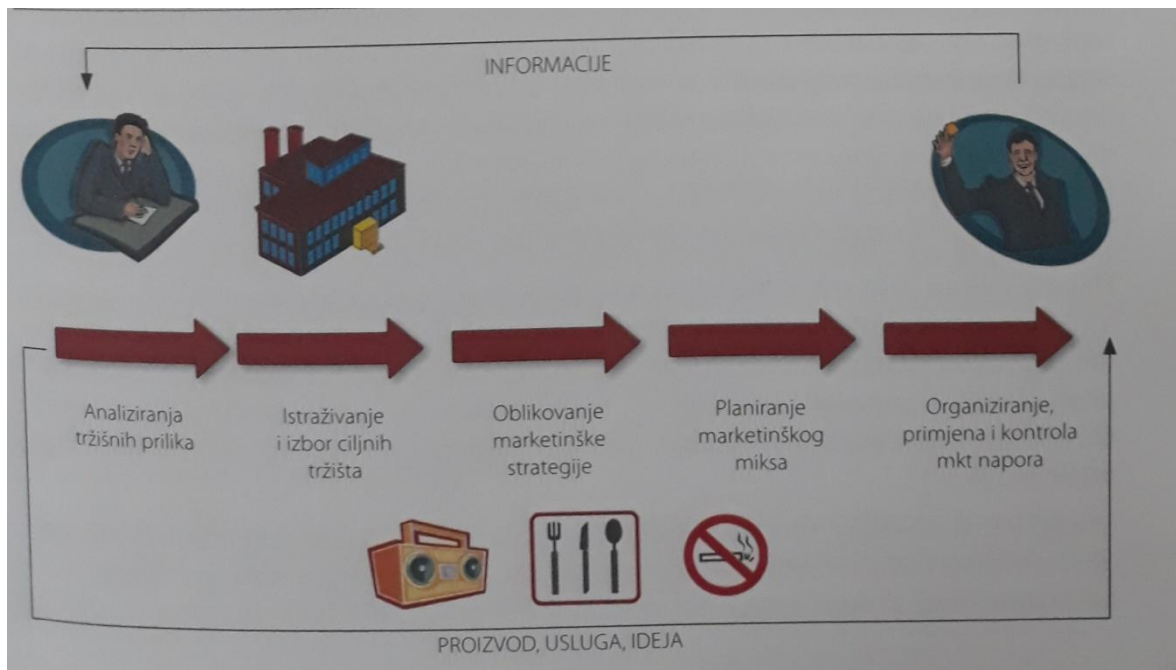 INFORMACIJE
Analiziranja
tržišnih prilika
Istraživanje
i izbor ciljnih
tržišta
Oblikovanje
marketinške
strategije
Planiranje
marketinškog
miksa
Organiziranje,
primjena i kontrola
mkt napora
PROIZVOD, USLUGA, IDEJA